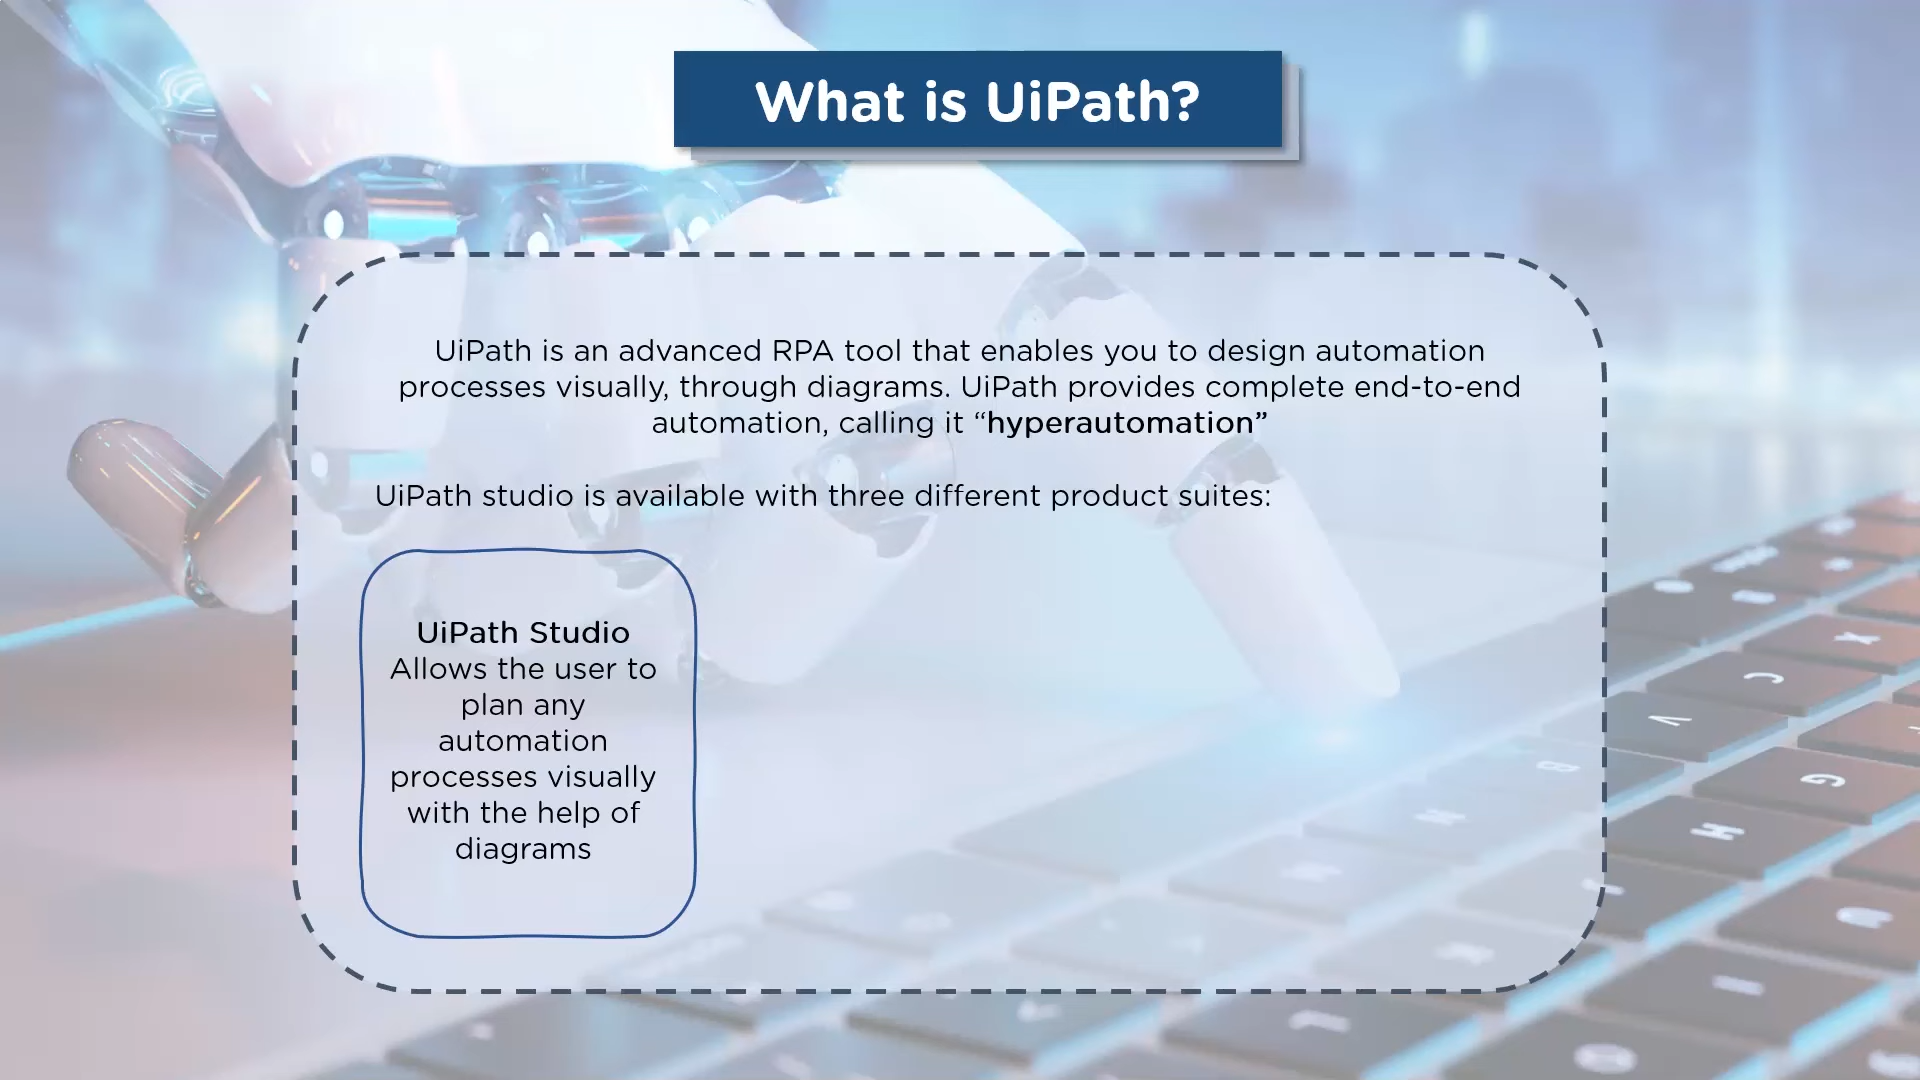 What is UiPath?
UiPath is an advanced RPA tool that enables you to design automation
processes visually, through diagrams. UiPath provides complete end-to-end
automation, calling it “hyperautomation”
UiPath studio is available with three different product suites:
UiPath Studio
Allows the user to
plan any
automation
processes visually
with the help of
diagrams
X
C
V
B
G
N
H